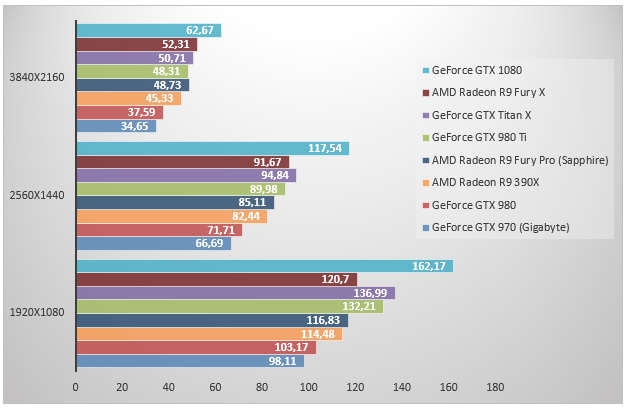 3840X2160
62,67
52,31
50,71
48,31
48,73
45,33
37,59
34,65
2560X1440
117,54
91,67
94,84
89,98
85,11
82,44
71,71
66,69
1920X1080
162,17
120,7
136,99
132,21
116,83
114,48
103,17
98,11
0 20 40 60 80 100 120 140 160 180
GeForce GTX 1080
AMD Radeon R9 Fury X
GeForce GTX Titan X
GeForce GTX 980 Ti
AMD Radeon R9 Fury Pro (Sapphire)
AMD Radeon R9 390X
GeForce GTX 980
GeForce GTX 970 (Gigabyte)